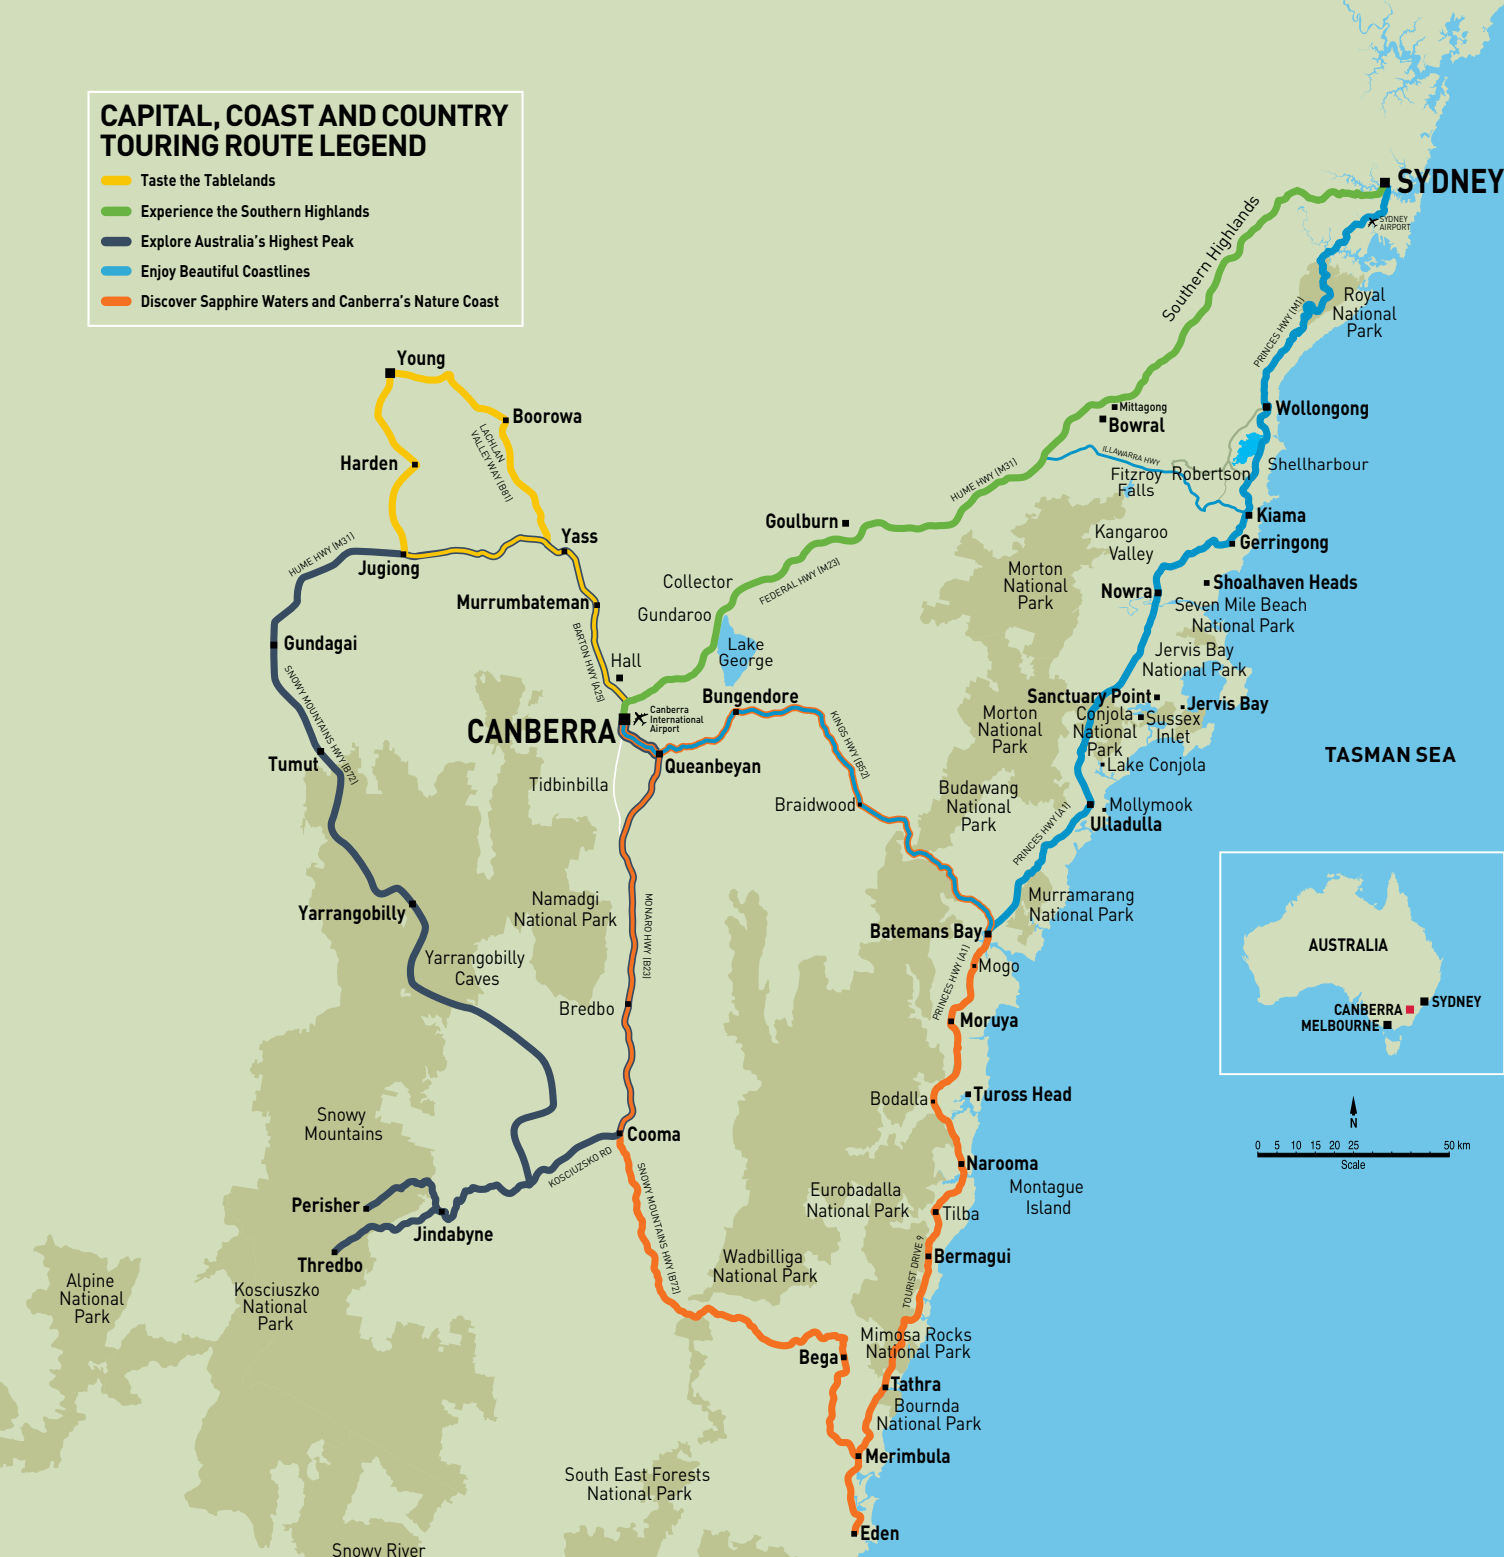 CAPITAL, COAST AND COUNTRY
TOURING ROUTE LEGEND
Taste the Tablelands
Experience the Southern Highlands
Explore Australia's Highest Peak
Enjoy Beautiful Coastlines
Discover Sapphire Waters and Canberra's Nature Coast
SYDNEY
SYDNEY
AIRPORT
Southern Highlands
Royal
National
Park
PRINCES HWY (M1)
Young
Boorowa
LACHLAN
VALLEY WAY (B81)
Harden
Mittagong
Bowral
Wollongong
ILLAWARRA HWY
Shellharbour
Fitzroy
Falls
Robertson
HUME HWY (M31)
Goulburn
Kiama
Kangaroo
Valley
Gerringong
Yass
HUME HWY (M31)
Jugiong
Collector
FEDERAL HWY (M23)
Morton
National
Park
Shoalhaven Heads
Nowra
Seven Mile Beach
National Park
Murrumbateman
Gundaroo
BARTON HWY (A25)
Gundagai
Hall
Lake
George
Jervis Bay
National Park
SNOWY MOUNTAINS HWY (B72)
Bungendore
Sanctuary Point
Jervis Bay
Canberra
International
Airport
CANBERRA
KINGS HWY (B52)
Morton
National
Park
Conjola
National
Park
Sussex
Inlet
TASMAN SEA
Tumut
Queanbeyan
Lake Conjola
Tidbinbilla
Braidwood
Budawang
National
Park
Mollymook
Ulladulla
PRINCES HWY (A1)
Murramarang
National Park
Namadgi
National Park
MONARO HWY (B23)
Yarrangobilly
Batemans Bay
AUSTRALIA
Yarrangobilly
Caves
Mogo
PRINCES HWY (A1)
SYDNEY
CANBERRA
MELBOURNE
Bredbo
Moruya
Bodalla
Tuross Head
N
0 5 10 15 20 25 50 km
Scale
Snowy
Mountains
Cooma
KOSCIUZSKO RD
Narooma
Montague
Island
Eurobadalla
National Park
Perisher
Jindabyne
SNOWY MOUNTAINS HWY (B72)
Tilba
Thredbo
Wadbilliga
National Park
Bermagui
TOURIST DRIVE 9
Alpine
National
Park
Kosciuszko
National
Park
Mimosa Rocks
National Park
Bega
Tathra
Bournda
National Park
Merimbula
South East Forests
National Park
Eden
Snowy River